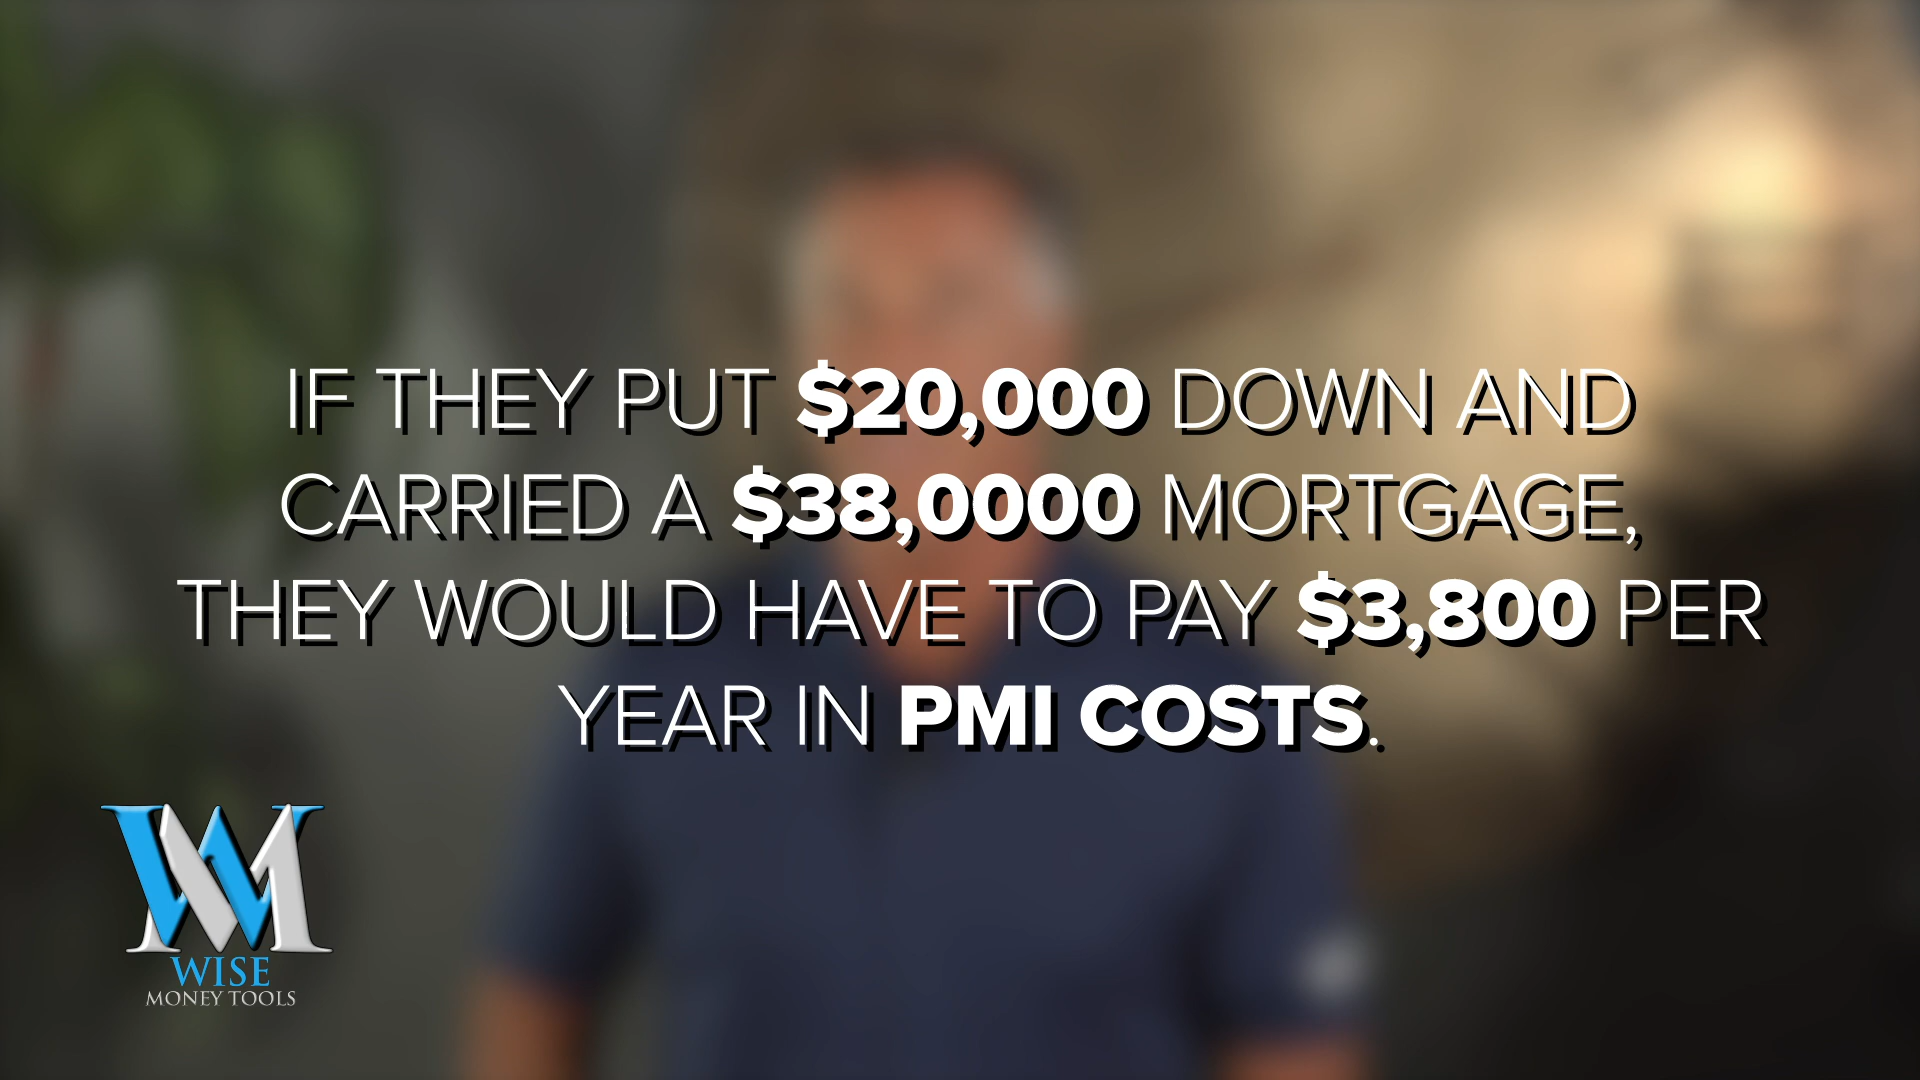 IF THEY PUT $20,000 DOWN AND
CARRIED A $38,0000 MORTGAGE,
THEY WOULD HAVE TO PAY $3,800 PER
YEAR IN PMI COSTS.
WM
WISE
MONEY TOOLS